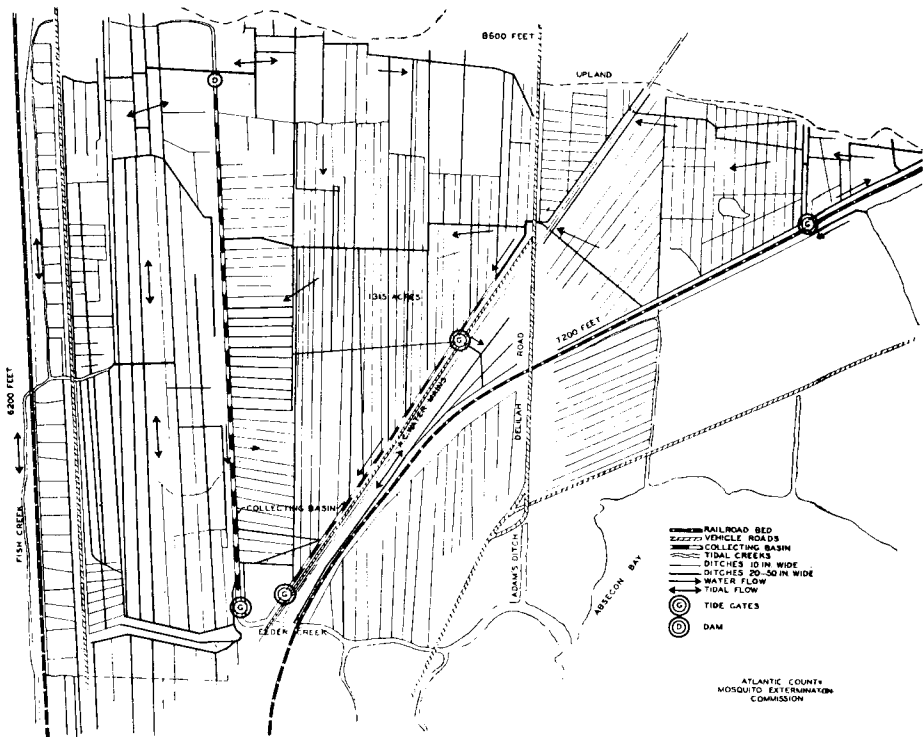 8600 FEET
UPLAND
D
G
1315 ACRES
7200 FEET
G
ROAD
DELILAH
WATER MAINS
6200 FEET
FISH CREEK
COLLECTING BASIN
ADAM'S DITCH
ABSECON BAY
G
G
CREEK
RAILROAD BED
VEHICLE ROADS
COLLECTING BASIN
TIDAL CREEKS
DITCHES 10 IN WIDE
DITCHES 20-50 IN WIDE
WATER FLOW
TIDAL FLOW
G TIDE GATES
D DAM
ATLANTIC COUNTY
MOSQUITO EXTERMINATION
COMMISSION